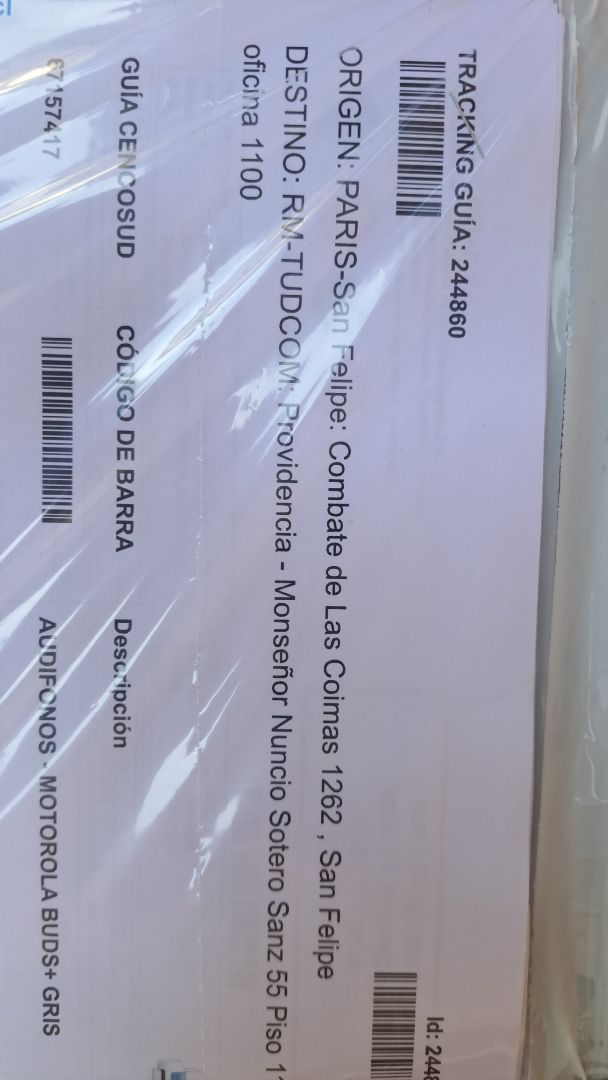 TRACKING GUÍA: 244860
Id: 2448
ORIGEN: PARIS-San Felipe: Combate de Las Coimas 1262 , San Felipe
DESTINO: RM-TUDCOM: Providencia - Monseñor Nuncio Sotero Sanz 55 Piso 11
oficina 1100
GUÍA CENCOSUD CÓDIGO DE BARRA Descripción
67157417 AUDIFONOS - MOTOROLA BUDS+ GRIS